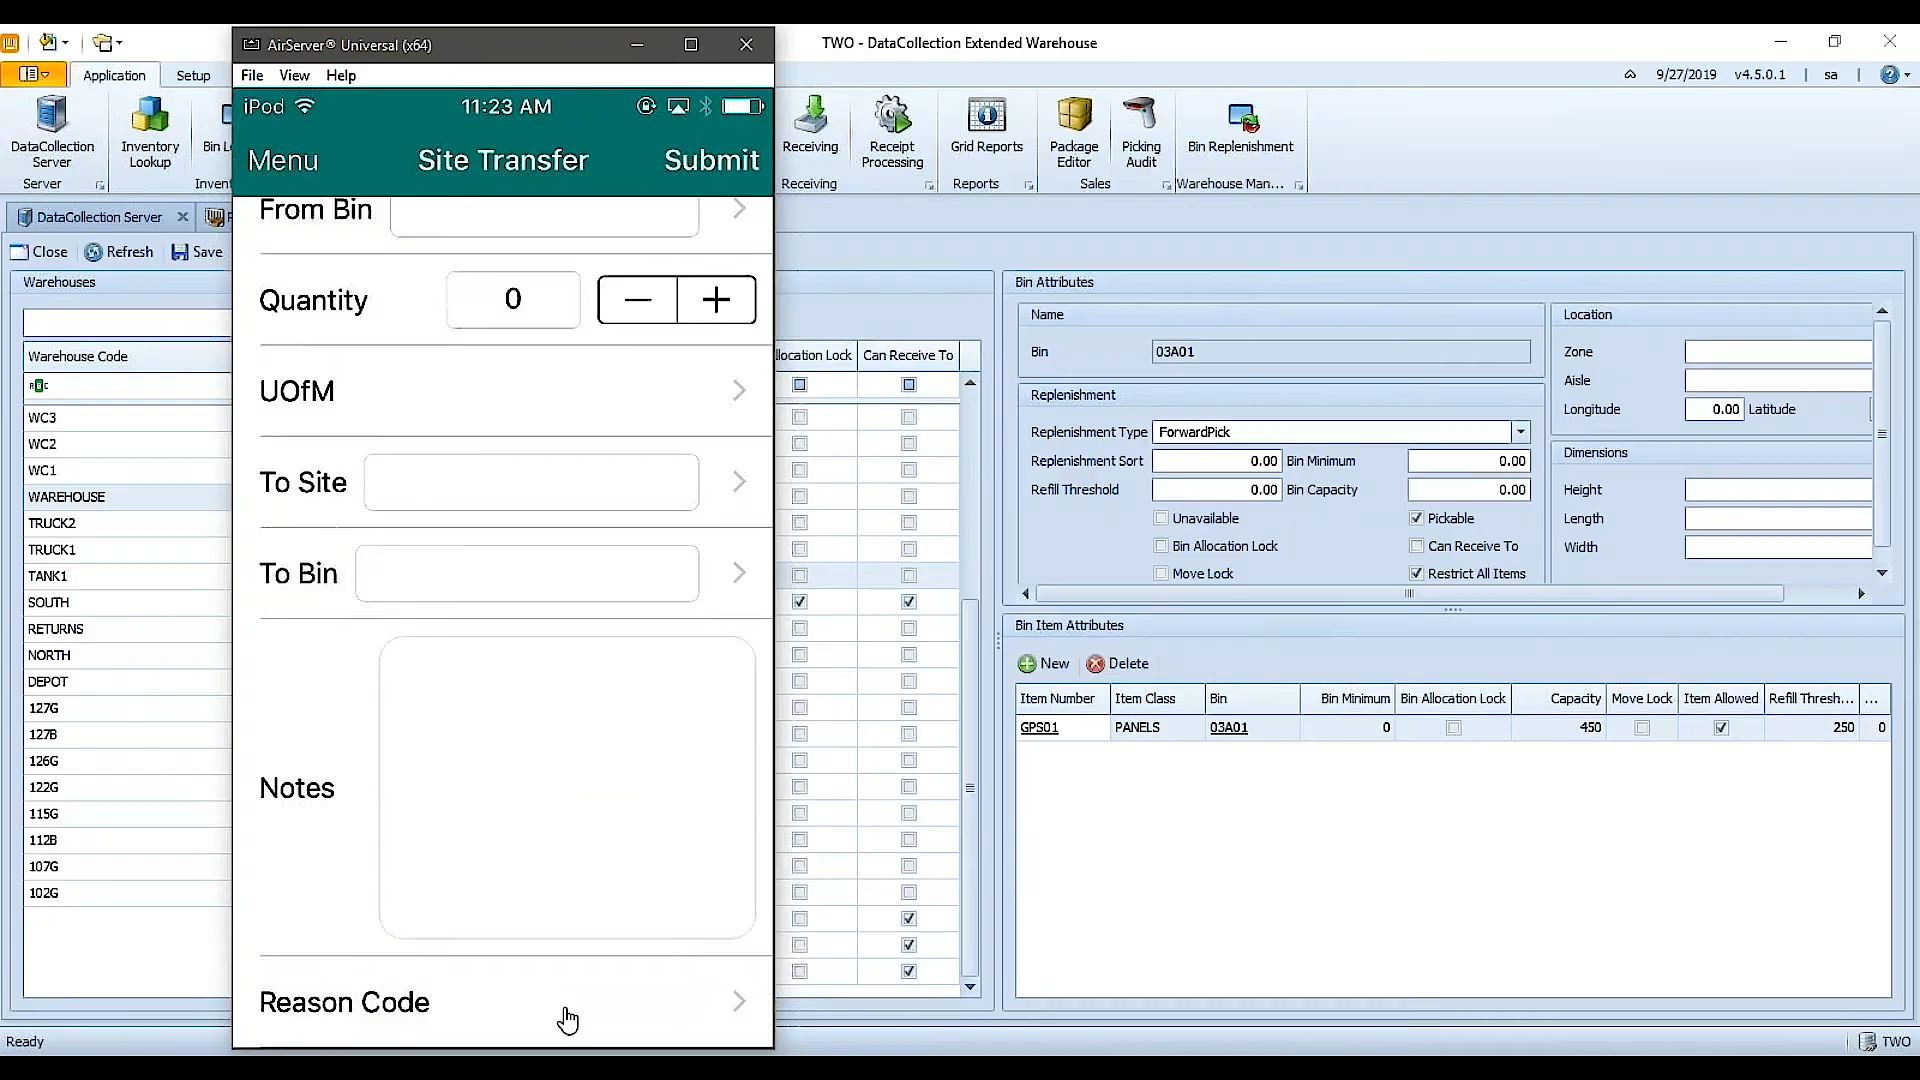 AirServer® Universal (x64)
TWO - DataCollection Extended Warehouse
Application
Setup
File View Help
9/27/2019 v4.5.0.1 | sa |
iPod
11:23 AM
Menu
Site Transfer
Submit
DataCollection
Server
Server
Inventory
Lookup
Bin L
Invent
Receiving
Receiving
Receipt
Processing
Grid Reports
Reports
Package
Editor
Picking
Audit
Sales
Bin Replenishment
Warehouse Man...
DataCollection Server
Close
Refresh
Save
Warehouses
Warehouse Code
WC3
WC2
WC1
WAREHOUSE
TRUCK2
TRUCK1
TANK1
SOUTH
RETURNS
NORTH
DEPOT
127G
127B
126G
122G
115G
112B
107G
102G
From Bin
Quantity
0
UOfM
To Site
To Bin
Notes
Reason Code
llocation Lock
Can Receive To
Bin Attributes
Name
Bin
03A01
Replenishment
Replenishment Type
ForwardPick
Replenishment Sort
0.00
Bin Minimum
0.00
Refill Threshold
0.00
Bin Capacity
0.00
Unavailable
Pickable
Bin Allocation Lock
Can Receive To
Move Lock
Restrict All Items
Location
Zone
Aisle
Longitude
0.00
Latitude
Dimensions
Height
Length
Width
Bin Item Attributes
New
Delete
Item Number Item Class Bin Bin Minimum Bin Allocation Lock Capacity Move Lock Item Allowed Refill Thresh... ...
GPS01 PANELS 03A01 0 450 250 0
Ready
TWO